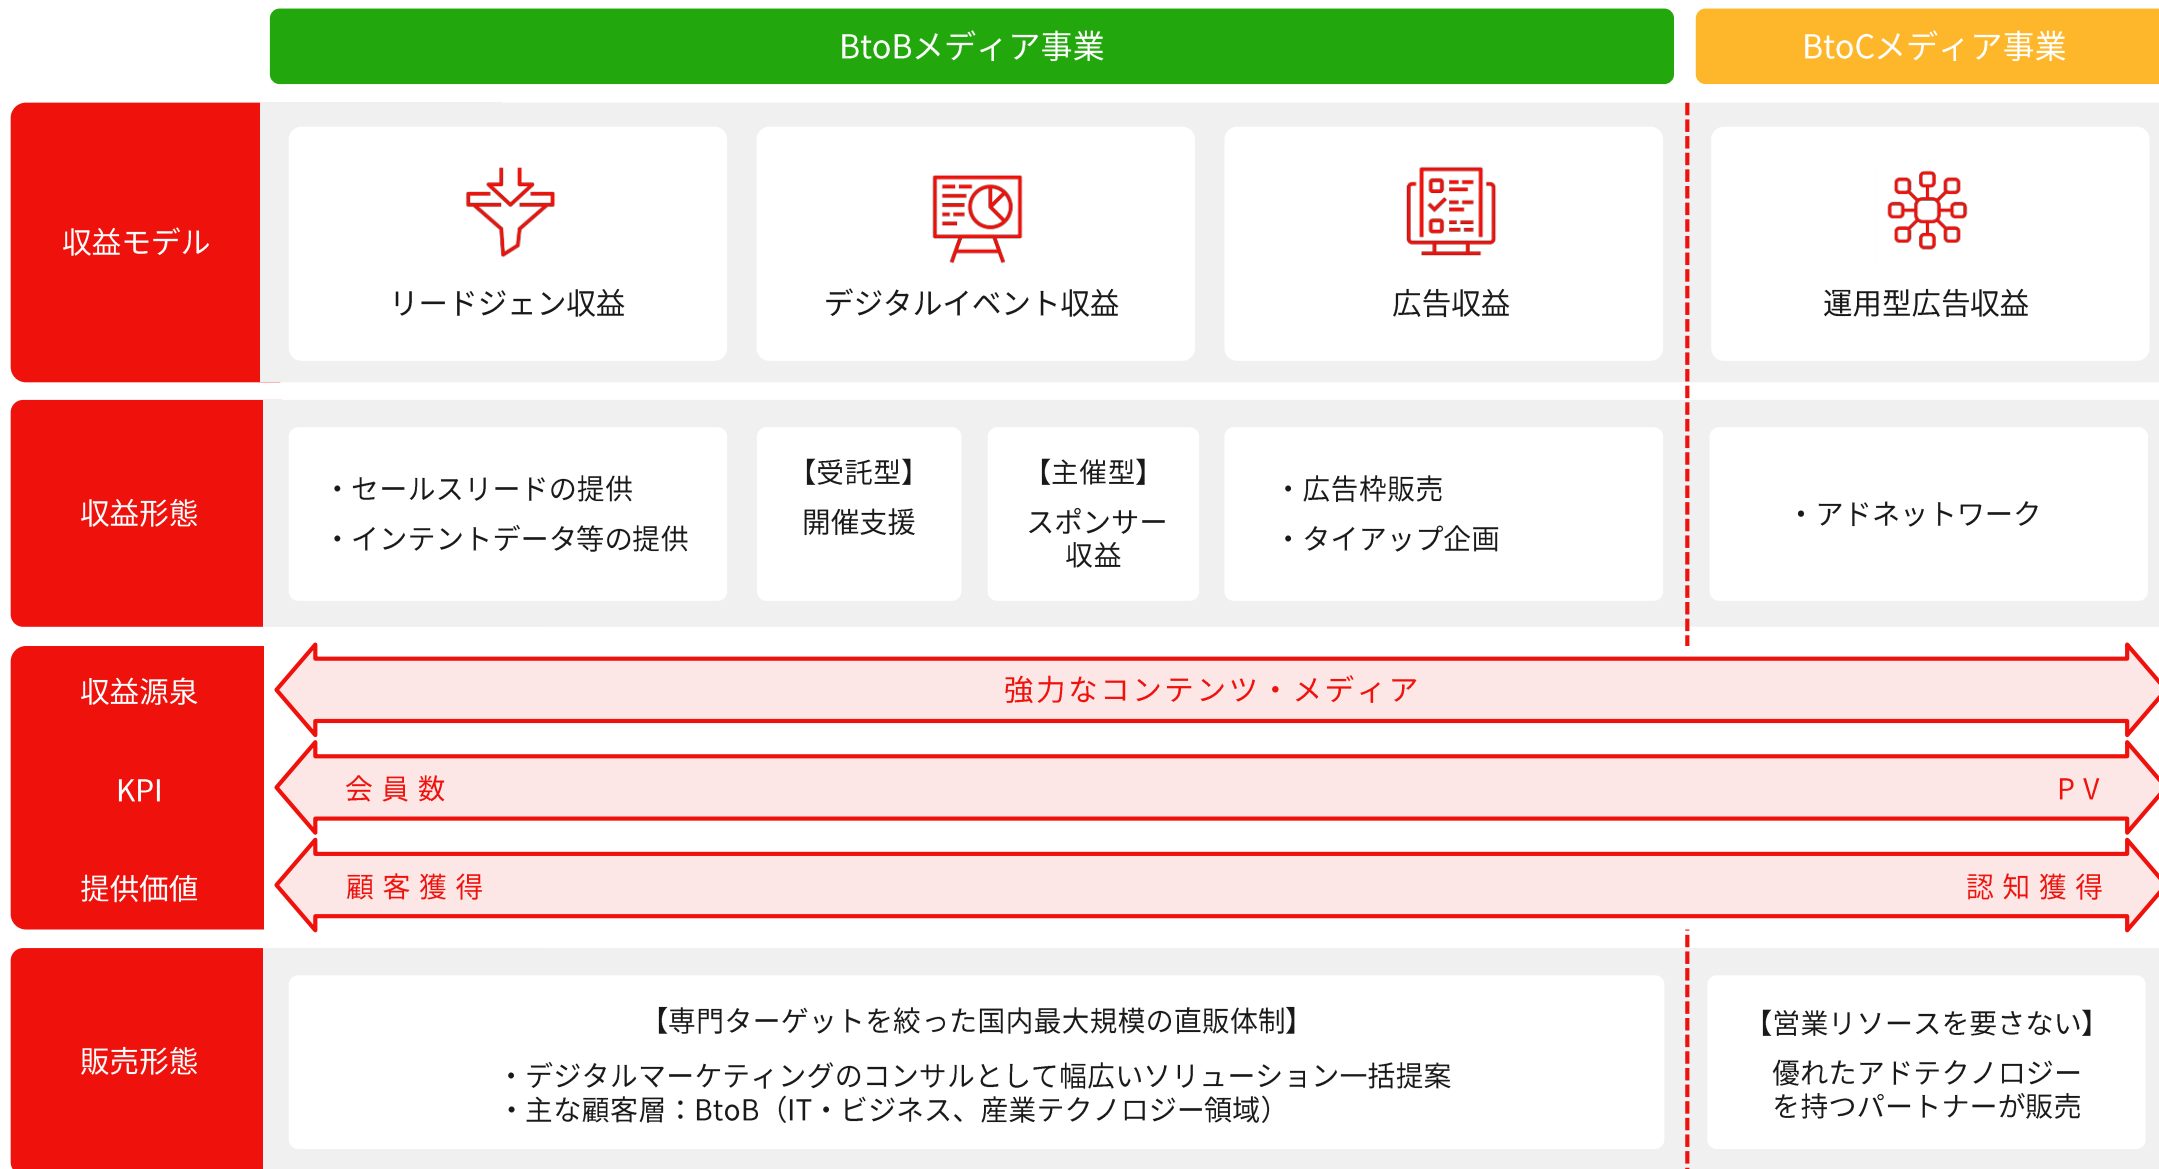 BtoBメディア事業
BtoCメディア事業
収益モデル
リードジェン収益
デジタルイベント収益
広告収益
運用型広告収益
収益形態
・セールスリードの提供
・インテントデータ等の提供
【受託型】
開催支援
【主催型】
スポンサー
収益
・広告枠販売
・タイアップ企画
・アドネットワーク
収益源泉
強力なコンテンツ・メディア
KPI
会員数
PV
提供価値
顧客獲得
認知獲得
販売形態
【専門ターゲットを絞った国内最大規模の直販体制】
・デジタルマーケティングのコンサルとして幅広いソリューション一括提案
・主な顧客層：BtoB（IT・ビジネス、産業テクノロジー領域）
【営業リソースを要さない】
優れたアドテクノロジー
を持つパートナーが販売